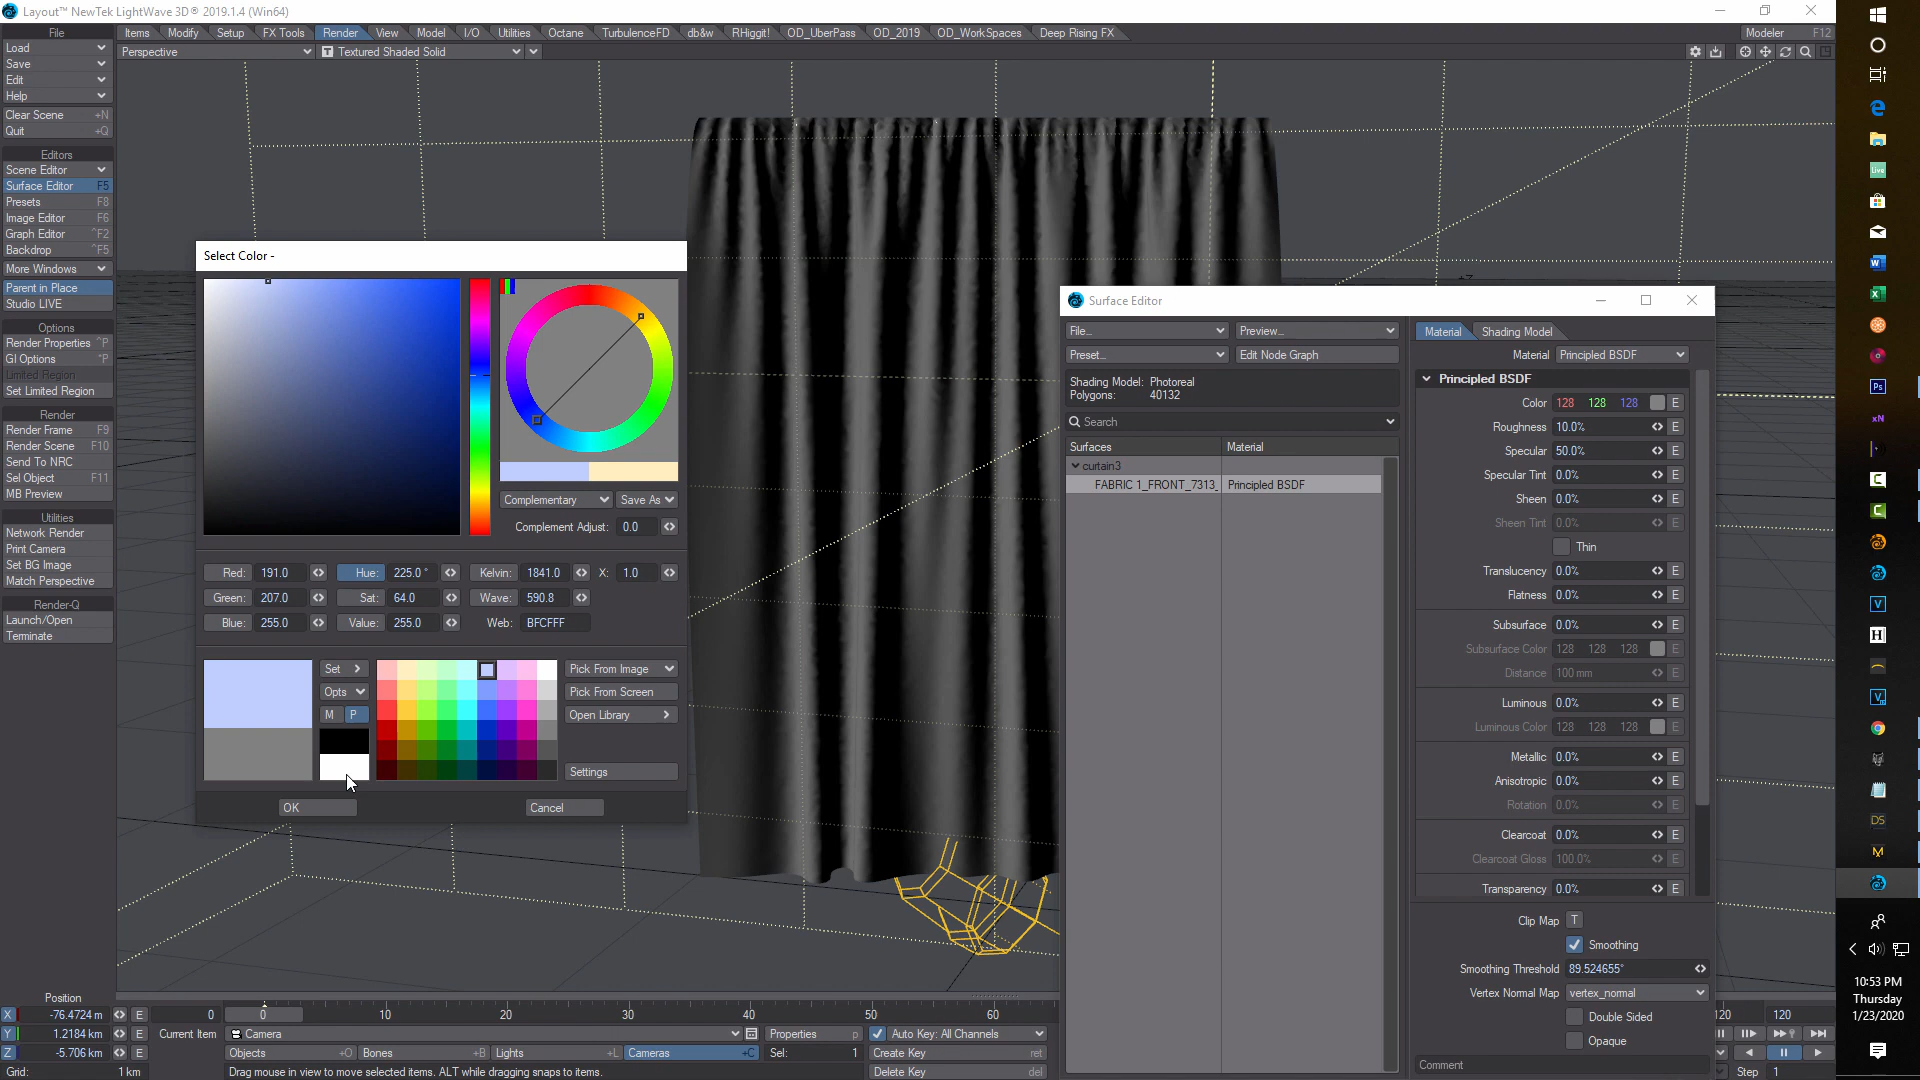 Layout™ NewTek LightWave 3D® 2019.1.4 (Win64)
File
Items Modify Setup FX Tools Render View Model I/O Utilities Octane TurbulenceFD db&w RHiggit! OD_UberPass OD_2019 OD_WorkSpaces Deep Rising FX
Modeler F12
Perspective
Textured Shaded Solid
Load
Save
Edit
Help
Clear Scene +N
Quit +Q
Editors
Scene Editor
Surface Editor F5
Presets F8
Image Editor F6
Graph Editor ^F2
Backdrop ^F5
More Windows
Parent in Place
Studio LIVE
Options
Render Properties ^P
GI Options "P
Limited Region
Set Limited Region
Render
Render Frame F9
Render Scene F10
Send To NRC
Sel Object F11
MB Preview
Utilities
Network Render
Print Camera
Set BG Image
Match Perspective
Render-Q
Launch/Open
Terminate
+Z
Select Color -
Complementary
Save As
Complement Adjust: 0.0
Red: 191.0 Hue: 225.0 ° Kelvin: 1841.0 X: 1.0
Green: 207.0 Sat: 64.0 Wave: 590.8
Blue: 255.0 Value: 255.0 Web: BFCFFF
Set
Opts
M P
Pick From Image
Pick From Screen
Open Library
Settings
OK
Cancel
Surface Editor
File...
Preview...
Preset...
Edit Node Graph
Shading Model: Photoreal
Polygons: 40132
Search
Surfaces Material
curtain3
FABRIC 1_FRONT_7313_ Principled BSDF
Material Shading Model
Material Principled BSDF
Principled BSDF
Color 128 128 128 E
Roughness 10.0% E
Specular 50.0% E
Specular Tint 0.0% E
Sheen 0.0% E
Sheen Tint 0.0% E
Thin
Translucency 0.0% E
Flatness 0.0% E
Subsurface 0.0% E
Subsurface Color 128 128 128 E
Distance 100 mm E
Luminous 0.0% E
Luminous Color 128 128 128 E
Metallic 0.0% E
Anisotropic 0.0% E
Rotation 0.0% E
Clearcoat 0.0% E
Clearcoat Gloss 100.0% E
Transparency 0.0% E
Clip Map T
Smoothing
Smoothing Threshold 89.524655°
Vertex Normal Map vertex_normal
Double Sided
Opaque
Comment
Position
X -76.4724 m E
Y 1.2184 km E
Z -5.706 km E
Grid: 1 km
0 0 10 20 30 40 50 60
120 120
Current Item Camera Properties p Auto Key: All Channels
Objects +O Bones +B Lights +L Cameras +C Sel: 1 Create Key ret
Drag mouse in view to move selected items. ALT while dragging snaps to items.
Delete Key del
Step 1
Live
Ps
xN
V
H
V
DS
M
10:53 PM
Thursday
1/23/2020